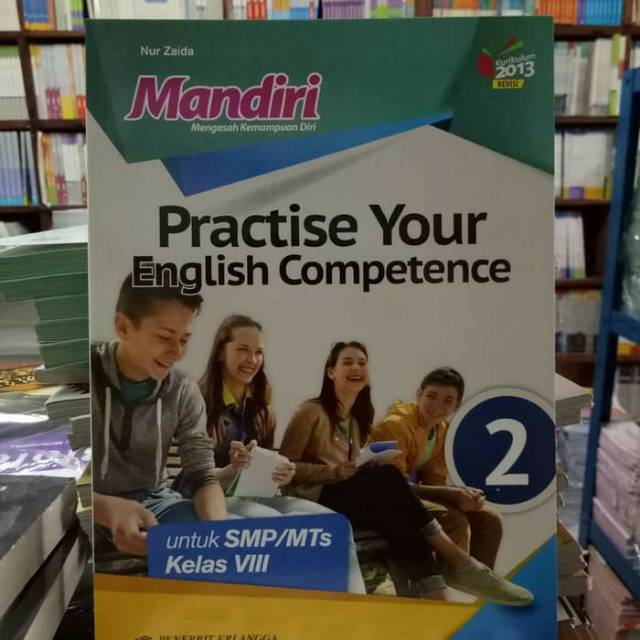 Nur Zaida
Kurikulum
2013
REVISI
Mandiri
Mengasah Kemampuan Diri
Practise Your
English Competence
2
untuk SMP/MTs
Kelas VIII
PENERBIT ERLANGGA